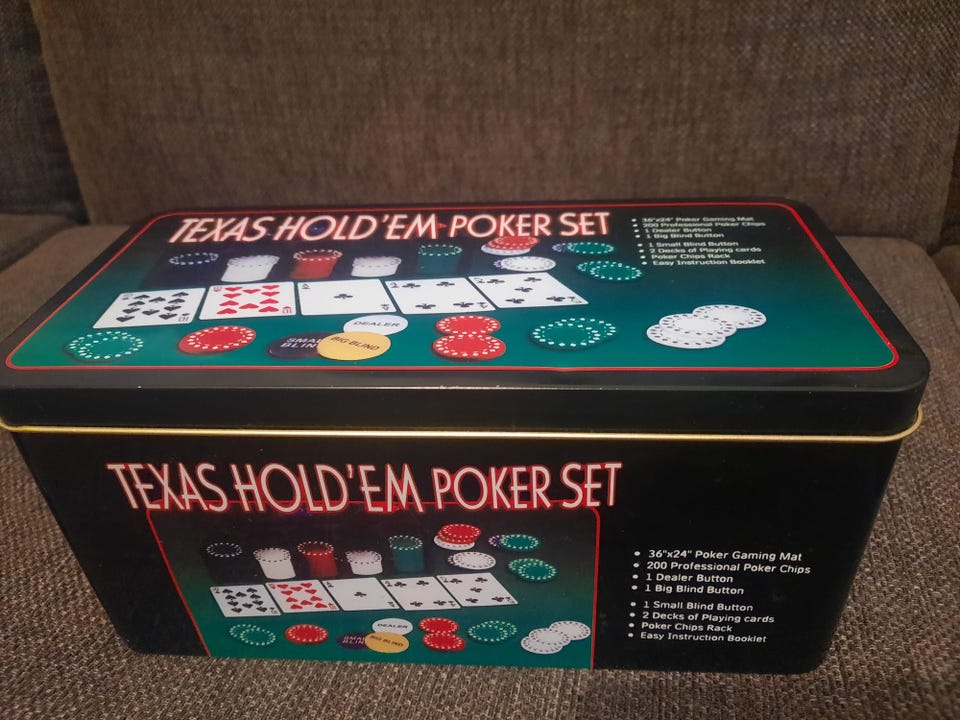 TEXAS HOLD'EM POKER SET
• 36"x24" Poker Gaming Mat
• 200 Professional Poker Chips
• 1 Dealer Button
• 1 Big Blind Button
• 1 Small Blind Button
• 2 Decks of Playing cards
• Poker Chips Rack
• Easy Instruction Booklet
10
DEALER
SMALL
BLIN
BIG BLIND
TEXAS HOLD'EM POKER SET
• 36"x24" Poker Gaming Mat
• 200 Professional Poker Chips
• 1 Dealer Button
• 1 Big Blind Button
• 1 Small Blind Button
• 2 Decks of Playing cards
• Poker Chips Rack
• Easy Instruction Booklet
DEALER
BLIN
BIG BLIND